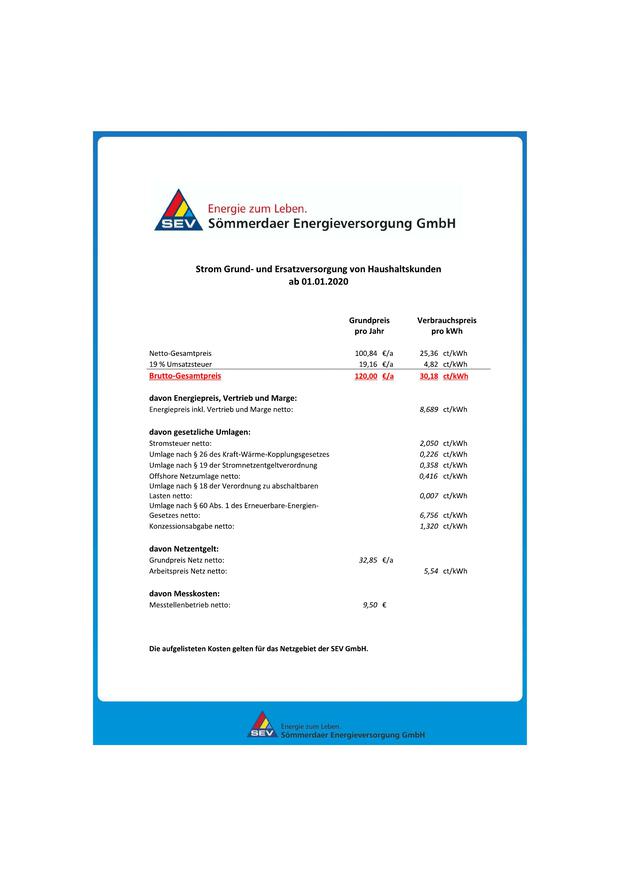 SEV
Energie zum Leben.
Sömmerdaer Energieversorgung GmbH
Strom Grund- und Ersatzversorgung von Haushaltskunden
ab 01.01.2020
Grundpreis Verbrauchspreis
pro Jahr pro kWh
Netto-Gesamtpreis 100,84 €/a 25,36 ct/kWh
19 % Umsatzsteuer 19,16 €/a 4,82 ct/kWh
Brutto-Gesamtpreis 120,00 €/a 30,18 ct/kWh
davon Energiepreis, Vertrieb und Marge:
Energiepreis inkl. Vertrieb und Marge netto: 8,689 ct/kWh
davon gesetzliche Umlagen:
Stromsteuer netto: 2,050 ct/kWh
Umlage nach § 26 des Kraft-Wärme-Kopplungsgesetzes 0,226 ct/kWh
Umlage nach § 19 der Stromnetzentgeltverordnung 0,358 ct/kWh
Offshore Netzumlage netto: 0,416 ct/kWh
Umlage nach § 18 der Verordnung zu abschaltbaren
Lasten netto: 0,007 ct/kWh
Umlage nach § 60 Abs. 1 des Erneuerbare-Energien-
Gesetzes netto: 6,756 ct/kWh
Konzessionsabgabe netto: 1,320 ct/kWh
davon Netzentgelt:
Grundpreis Netz netto: 32,85 €/a
Arbeitspreis Netz netto: 5,54 ct/kWh
davon Messkosten:
Messtellenbetrieb netto: 9,50 €
Die aufgelisteten Kosten gelten für das Netzgebiet der SEV GmbH.
SEV
Energie zum Leben.
Sömmerdaer Energieversorgung GmbH